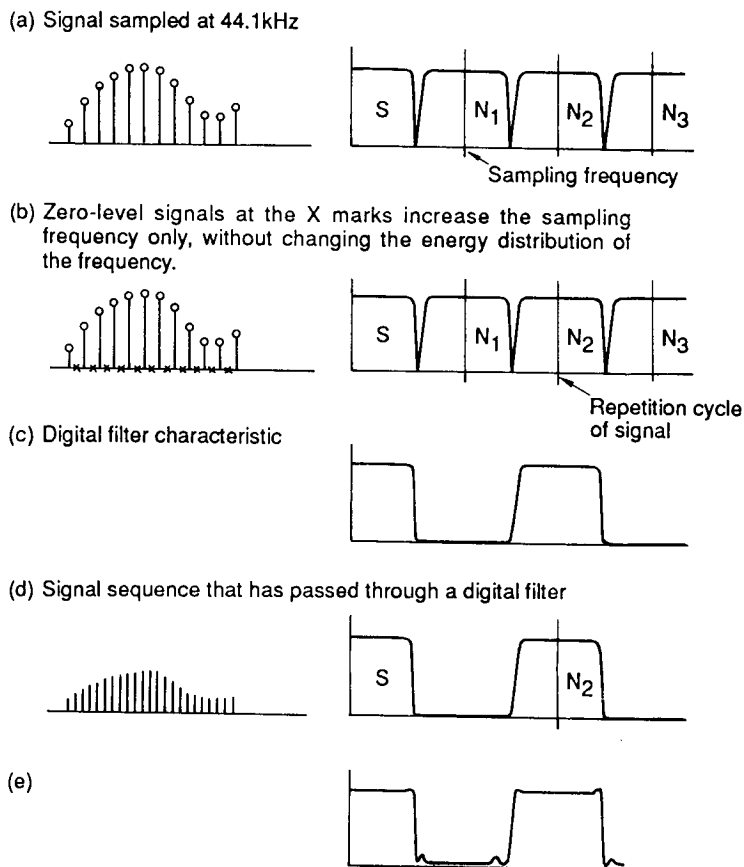 (a) Signal sampled at 44.1kHz
S N1 N2 N3
Sampling frequency
(b) Zero-level signals at the X marks increase the sampling
frequency only, without changing the energy distribution of
the frequency.
S N1 N2 N3
Repetition cycle
of signal
(c) Digital filter characteristic
(d) Signal sequence that has passed through a digital filter
S N2
(e)